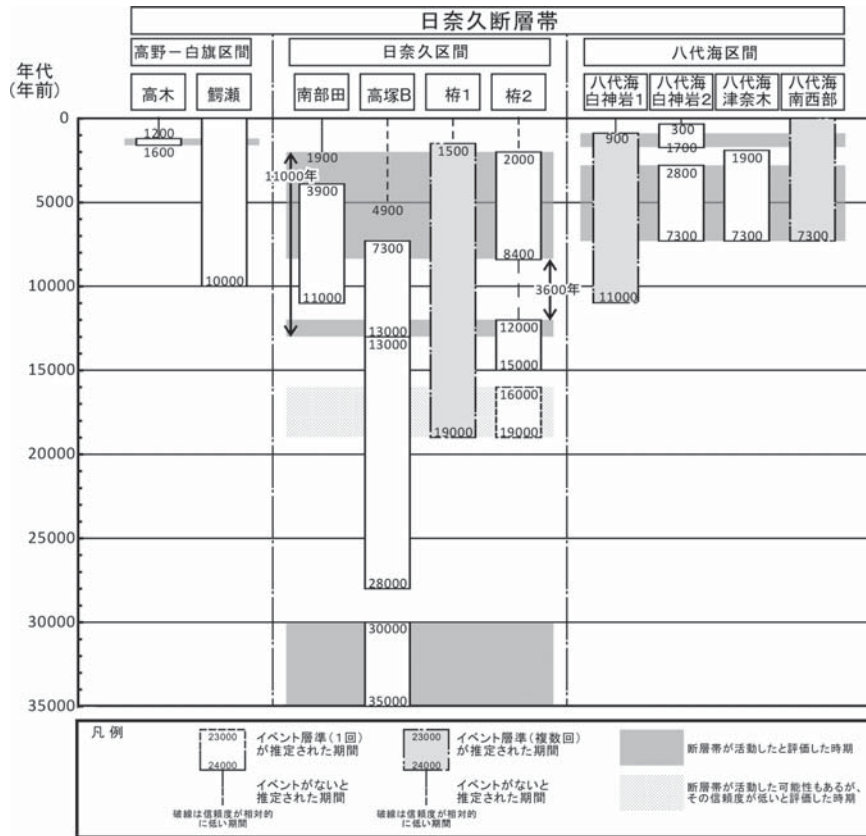 日奈久断層帯
高野－白旗区間 日奈久区間 八代海区間
年代
(年前)
高木 鰐瀬 南部田 高塚B 栫1 栫2 八代海 八代海 八代海 八代海
白神岩1 白神岩2 津奈木 南西部
0
1200
1600
10000
1900
11000年
3900
11000
4900
7300
13000
13000
28000
30000
35000
1500
19000
2000
8400
3600年
12000
15000
16000
19000
900
11000
300
1700
2800
7300
1900
7300
7300
5000
10000
15000
20000
25000
30000
35000
凡例
23000
24000
イベント層準(1回)
が推定された期間
イベントがないと
推定された期間
破線は信頼度が相対的
に低い期間
23000
24000
イベント層準(複数回)
が推定された期間
イベントがないと
推定された期間
破線は信頼度が相対的
に低い期間
断層帯が活動したと評価した時期
断層帯が活動した可能性もあるが、
その信頼度が低いと評価した時期